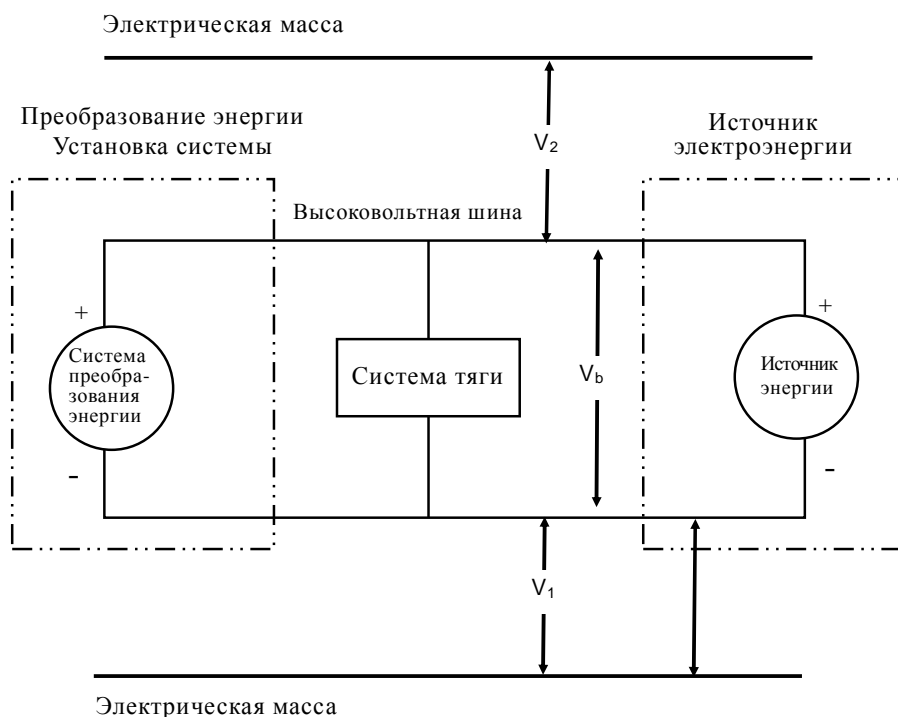 Электрическая масса
Преобразование энергии
Установка системы
V2
Источник
электроэнергии
Высоковольтная шина
+
+
Система
преобра-
зования
энергии
Система тяги
Vb
Источник
энергии
-
-
V1
Электрическая масса